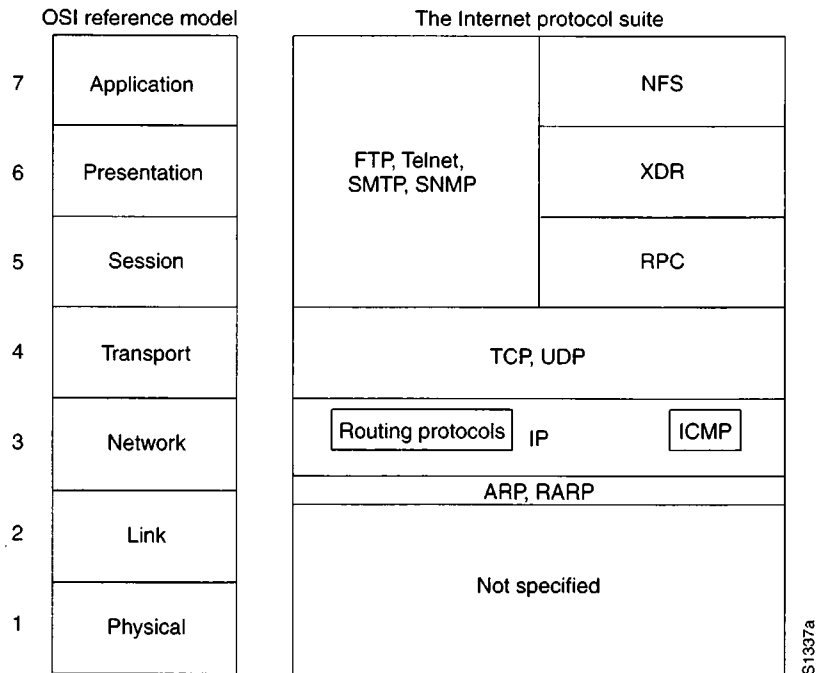 OSI reference model
The Internet protocol suite
7
Application
NFS
6
Presentation
FTP, Telnet,
SMTP, SNMP
XDR
5
Session
RPC
4
Transport
TCP, UDP
3
Network
Routing protocols
IP
ICMP
ARP, RARP
2
Link
Not specified
1
Physical
S1337a